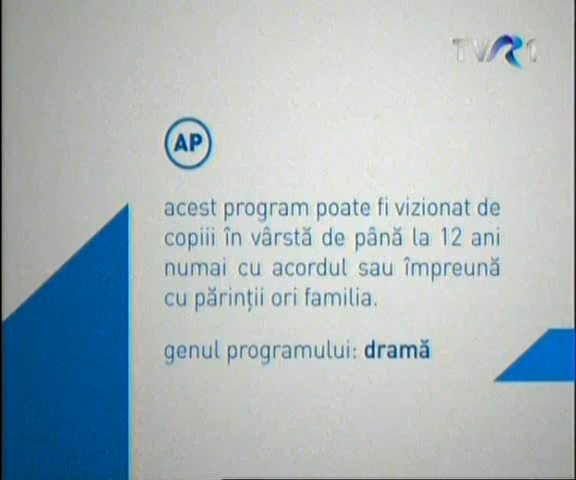 TVR1
AP
acest program poate fi vizionat de
copiii în vârstă de până la 12 ani
numai cu acordul sau împreună
cu părinții ori familia.
genul programului: dramă